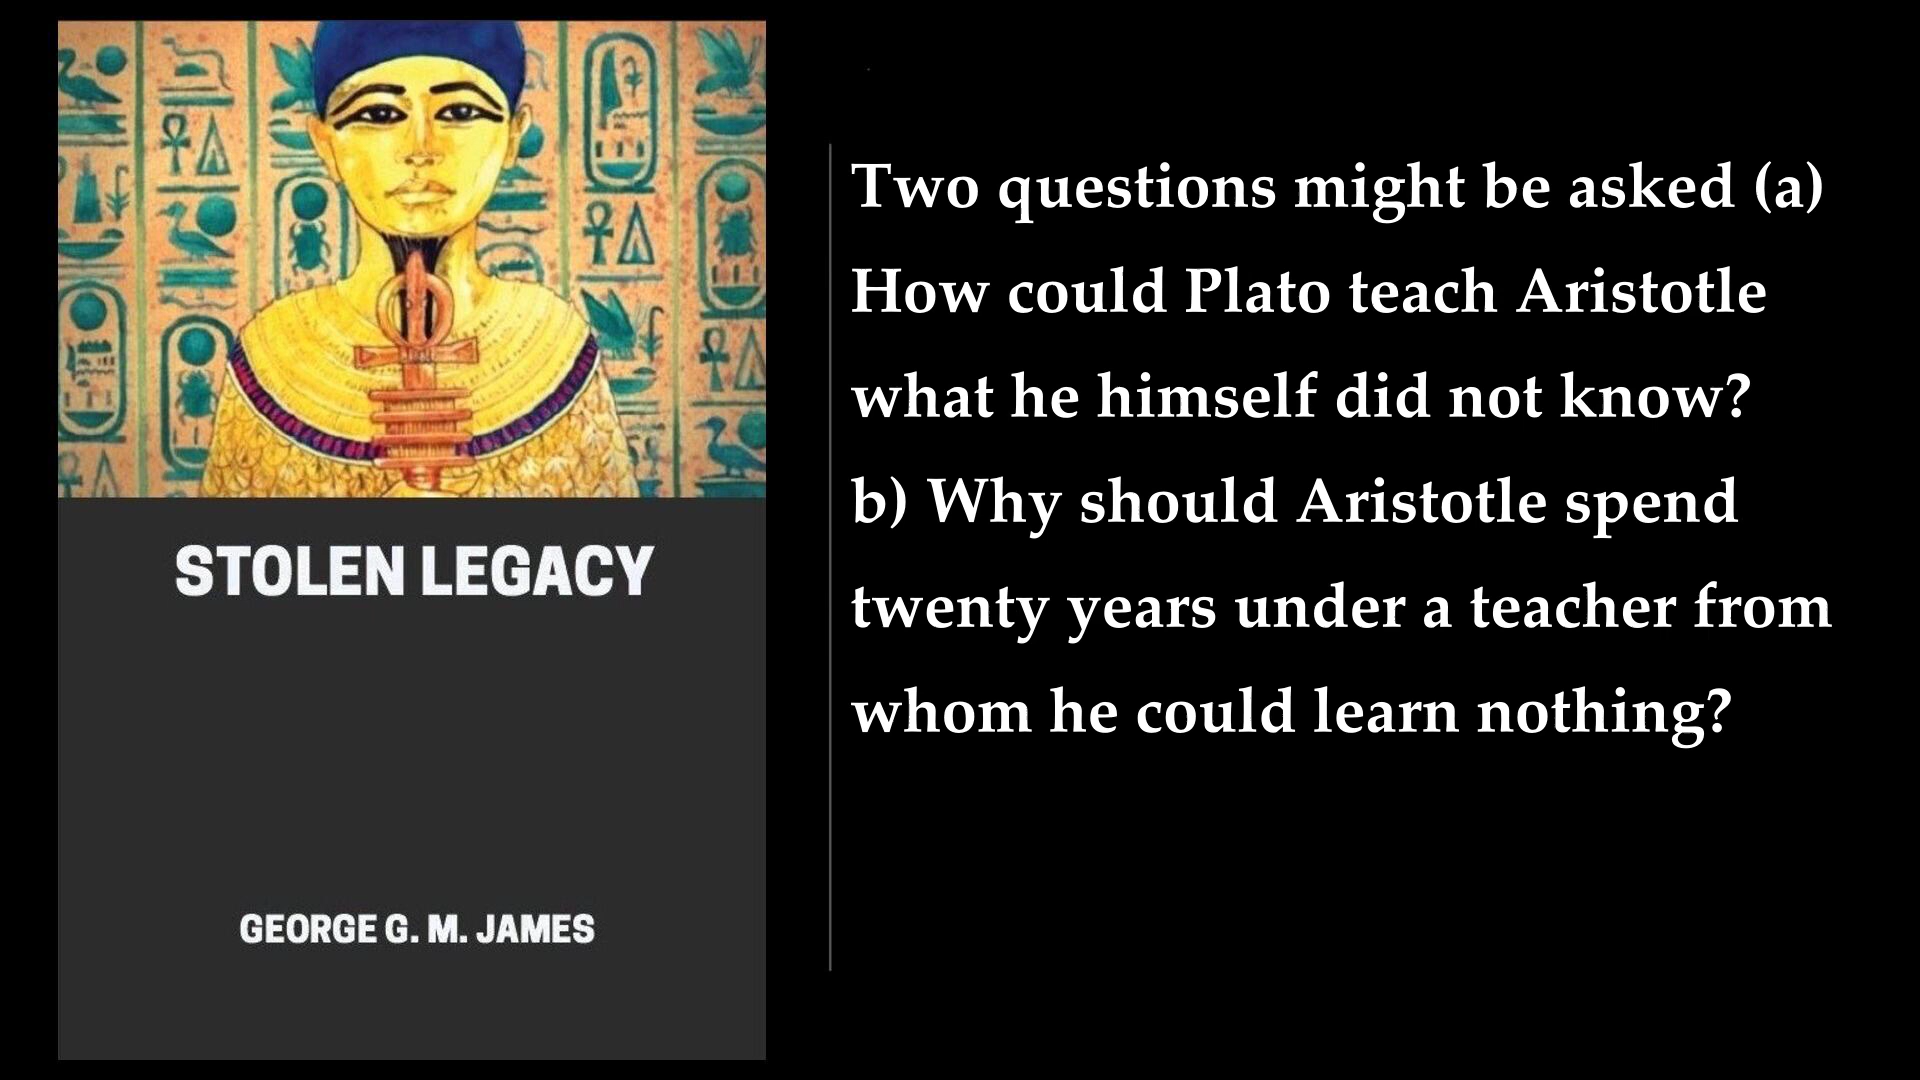 STOLEN LEGACY
GEORGE G. M. JAMES
Two questions might be asked (a)
How could Plato teach Aristotle
what he himself did not know?
b) Why should Aristotle spend
twenty years under a teacher from
whom he could learn nothing?